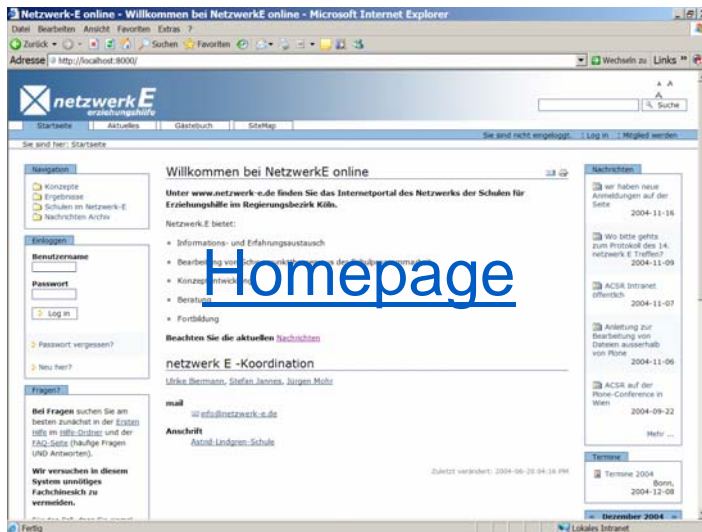 Netzwerk-E online - Willkommen bei NetzwerkE online - Microsoft Internet Explorer
Datei Bearbeiten Ansicht Favoriten Extras ?
Zurück Suchen Favoriten
Adresse http://localhost:8000/ Wechseln zu Links
A A
A
netzwerk E
erziehungshilfe
Suche
Startseite Aktuelles Gästebuch SiteMap
Sie sind nicht eingeloggt. Log in Mitglied werden
Sie sind hier: Startseite
Navigation
Konzepte
Ergebnisse
Schulen im Netzwerk-E
Nachrichten Archiv
Einloggen
Benutzername
Passwort
Log in
Passwort vergessen?
Neu hier?
Fragen?
Bei Fragen suchen Sie am
besten zunächst in der Ersten
Hilfe im Hilfe-Ordner und der
FAQ-Seite (häufige Fragen
UND Antworten).
Wir versuchen in diesem
System unnötiges
Fachchinesich zu
vermeiden.
Willkommen bei NetzwerkE online
Unter www.netzwerk-e.de finden Sie das Internetportal des Netzwerks der Schulen für
Erziehungshilfe im Regierungsbezirk Köln.
Netzwerk.E bietet:
Informations- und Erfahrungsaustausch
Bearbeitung von
Konzeptentwicklung
Beratung
Fortbildung
Homepage
Beachten Sie die aktuellen Nachrichten
netzwerk E -Koordination
Ulrike Biermann, Stefan Jannes, Jürgen Mohr
mail
info@netzwerk-e.de
Anschrift
Astrid-Lindgren-Schule
Zuletzt verändert: 2004-06-20 04:16 PM
Nachrichten
wir haben neue
Anmeldungen auf der
Seite
2004-11-16
Wo bitte gehts
zum Protokoll des 14.
netzwerk E Treffen?
2004-11-09
ACSR Intranet
öffentlich
2004-11-07
Anleitung zur
Bearbeitung von
Dateien ausserhalb
von Plone
2004-11-06
ACSR auf der
Plone-Conference in
Wien
2004-09-22
Mehr ...
Termine
Termine 2004
Bonn,
2004-12-08
« Dezember 2004 »
Fertig
Lokales Intranet